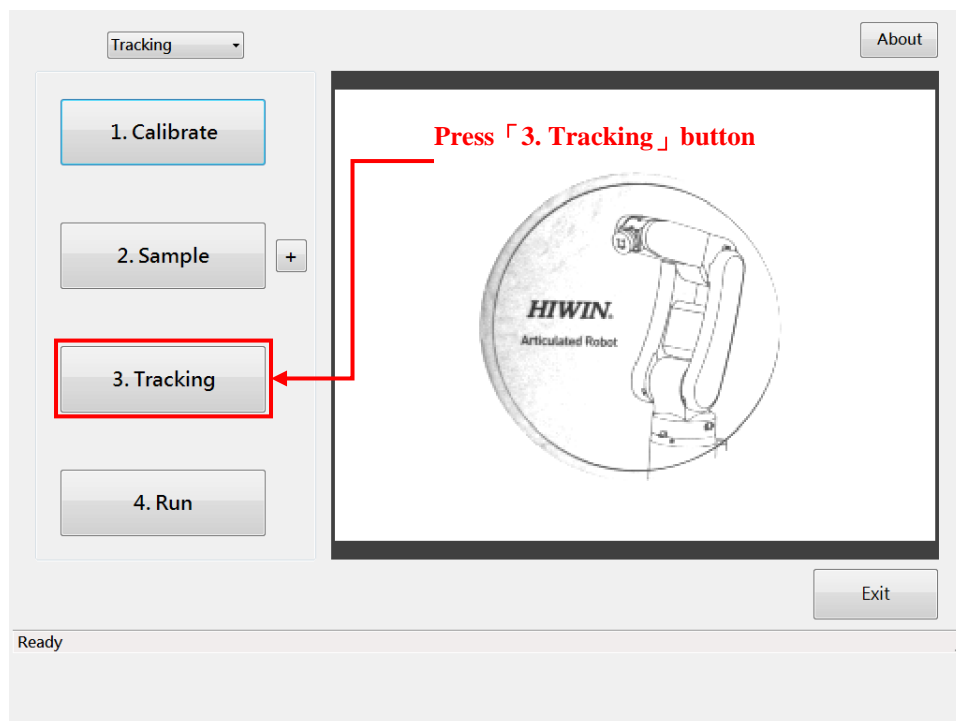 Tracking
About
1. Calibrate
Press「3. Tracking」button
2. Sample
+
HIWIN.
Articulated Robot
3. Tracking
4. Run
Exit
Ready